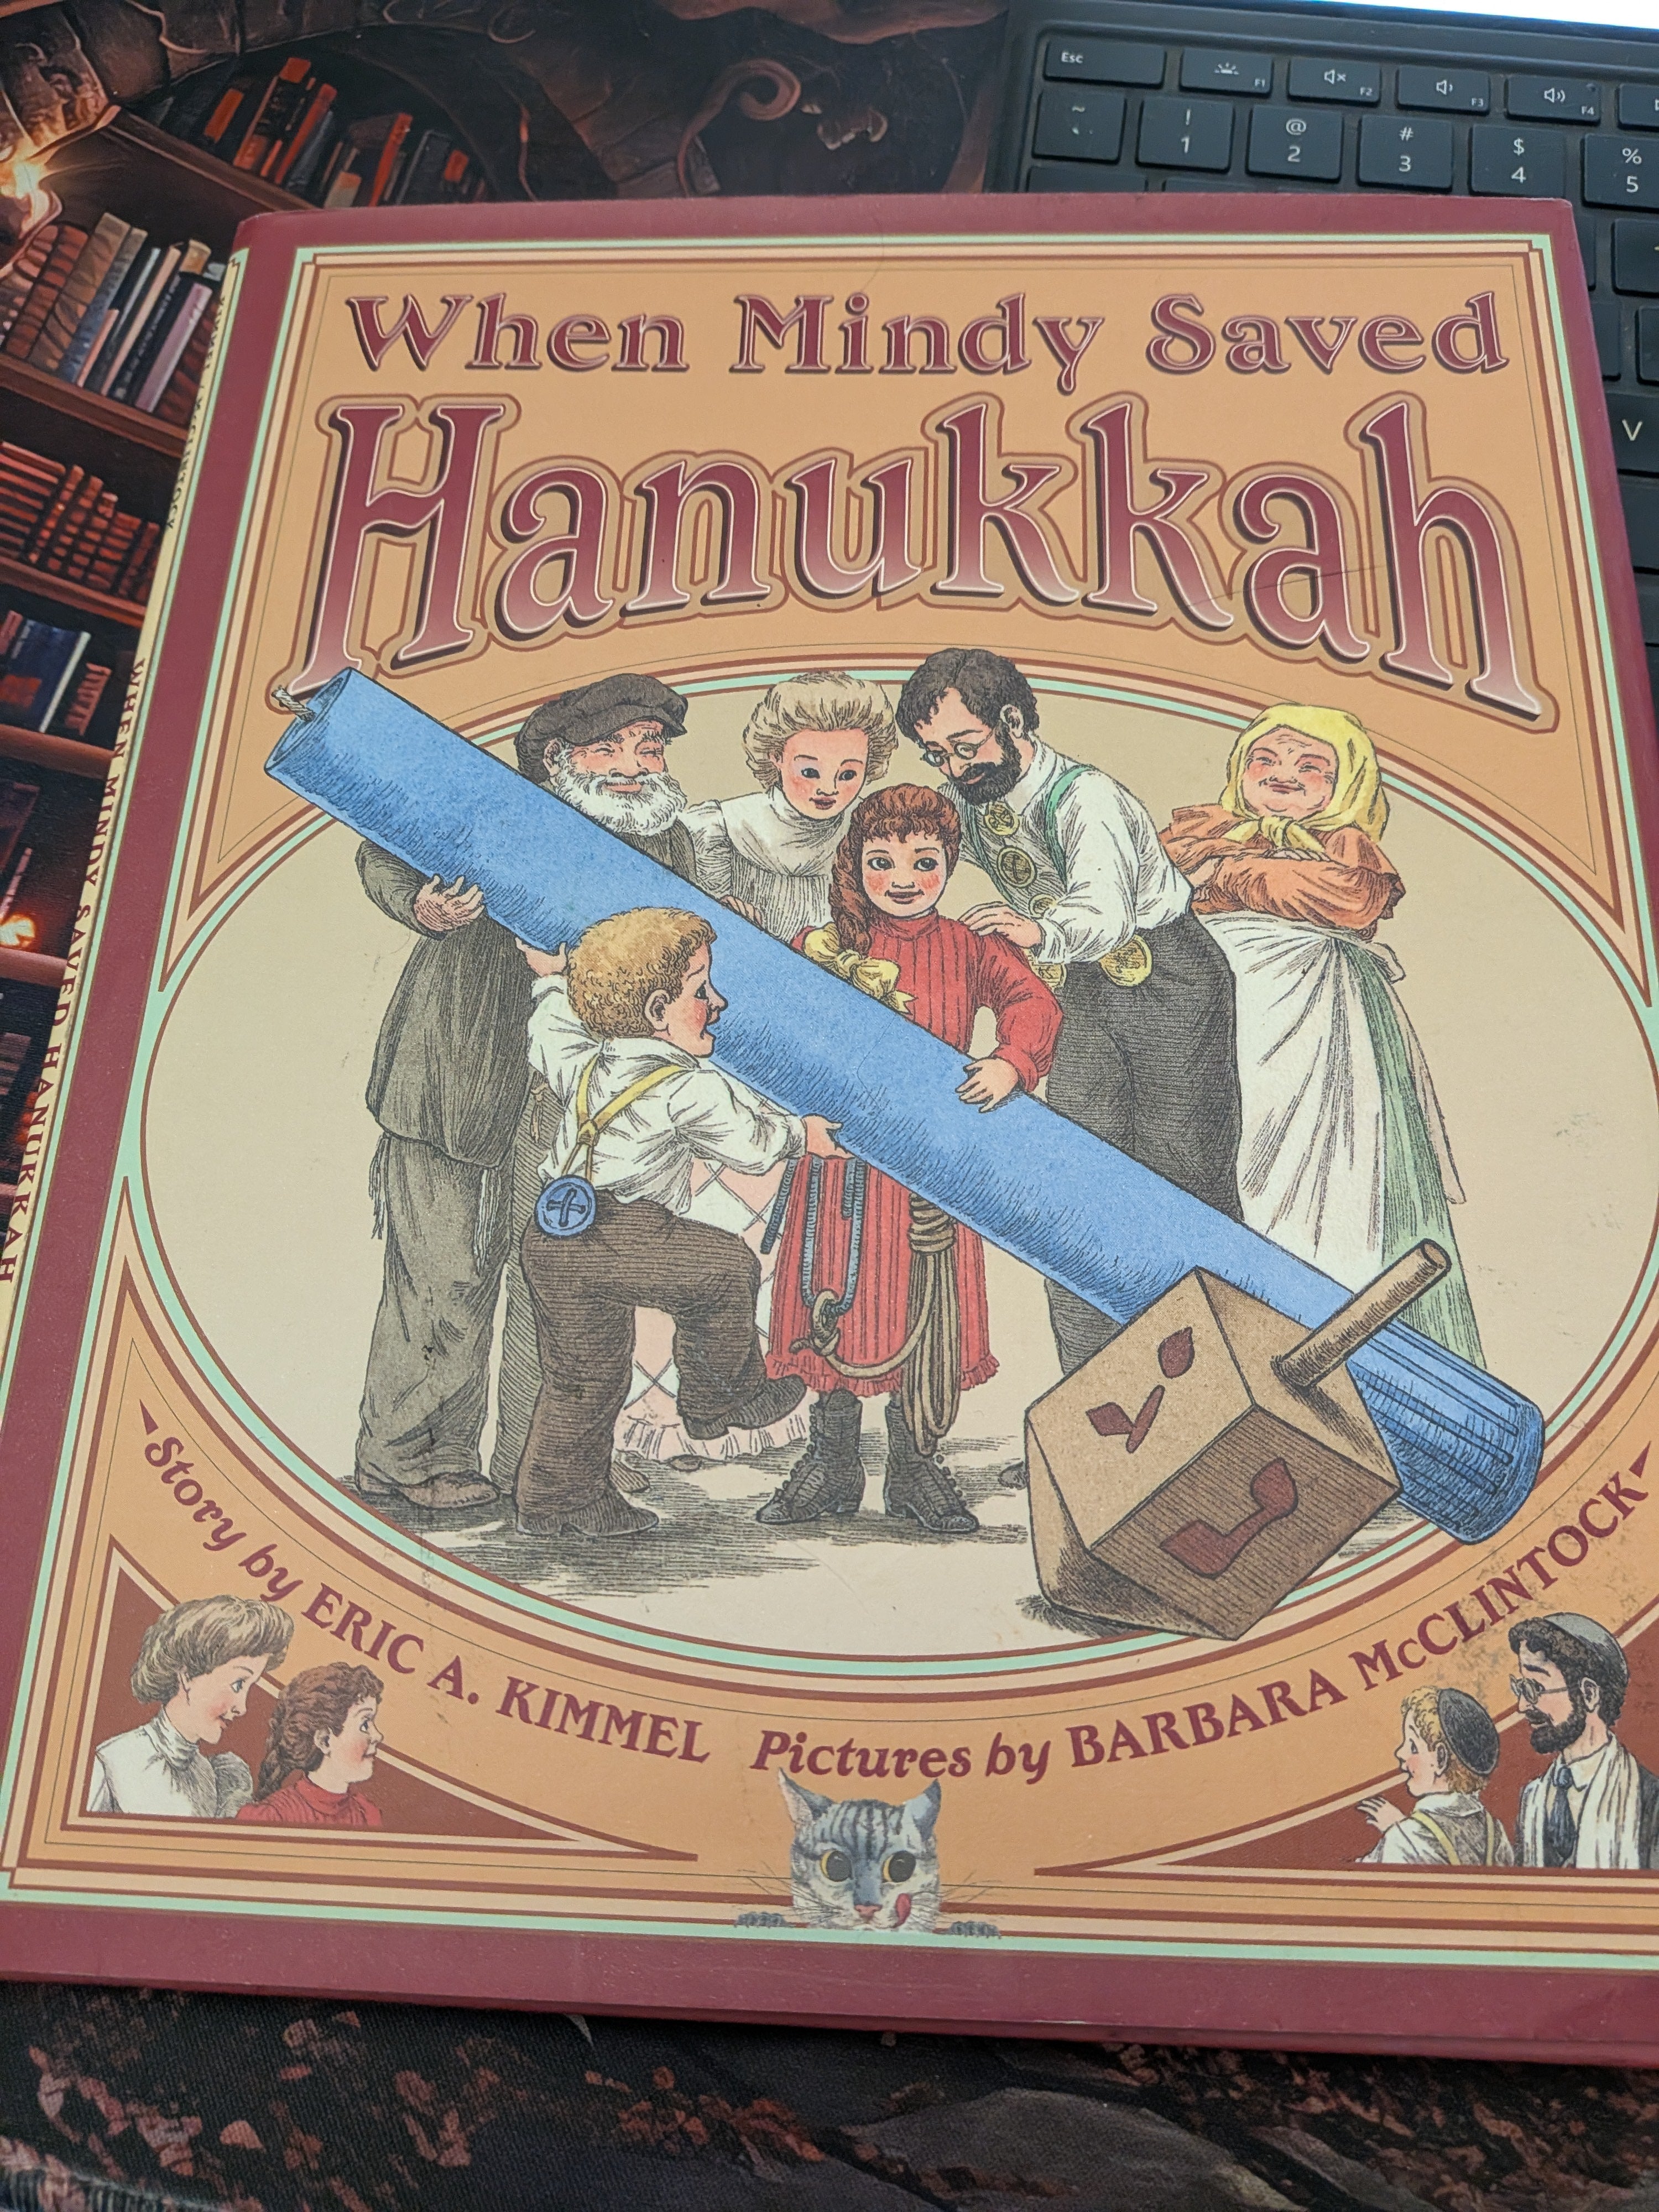 Esc
F1
F2
F3
F4
~
`
!
1
@
2
#
3
$
4
%
5
V
When Mindy Saved
Hanukkah
Story by ERIC A. KIMMEL Pictures by BARBARA McCLINTOCK
WHEN MINDY SAVED HANUKKAH